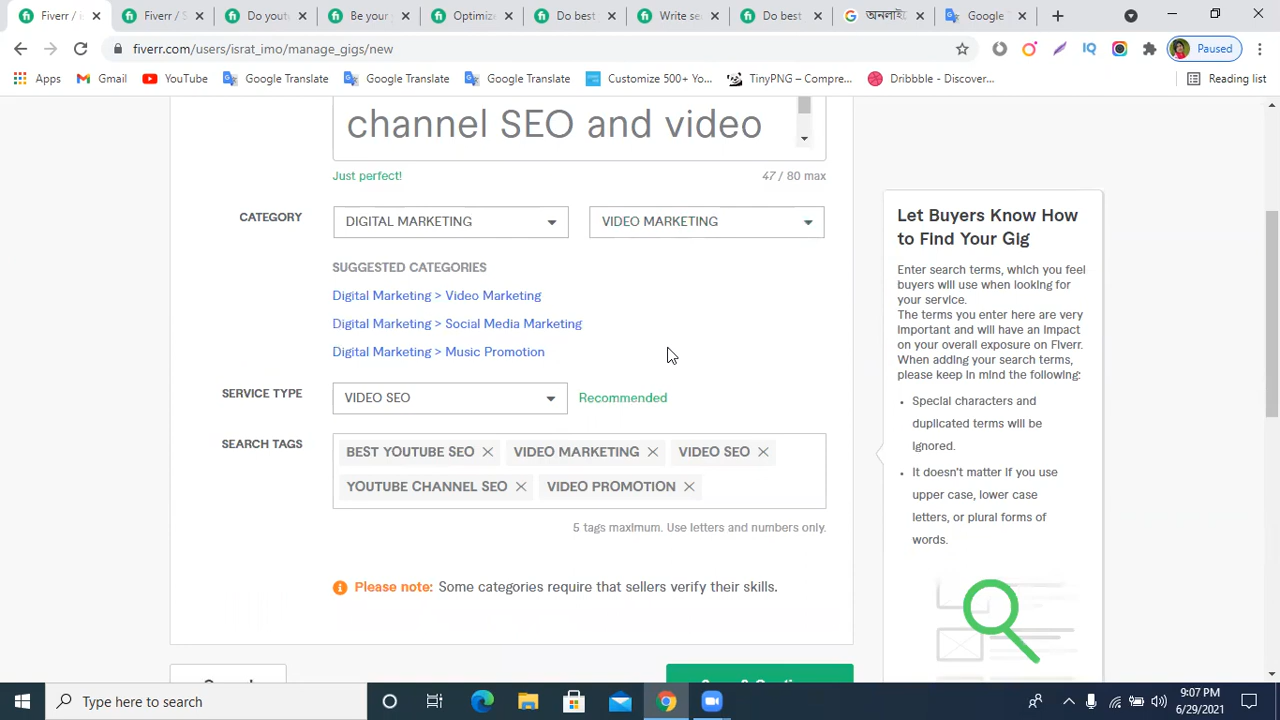 Fiverr /
Fiverr / S
Do yout
Be your
Optimiz
Do best
Write se
Do best
অনলাইে
Google T
fiverr.com/users/israt_imo/manage_gigs/new
Paused
Apps
Gmail
YouTube
Google Translate
Google Translate
Google Translate
Customize 500+ Yo...
TinyPNG – Compre...
Dribbble - Discover...
Reading list
channel SEO and video
Just perfect!
47 / 80 max
CATEGORY
DIGITAL MARKETING
VIDEO MARKETING
SUGGESTED CATEGORIES
Digital Marketing > Video Marketing
Digital Marketing > Social Media Marketing
Digital Marketing > Music Promotion
SERVICE TYPE
VIDEO SEO
Recommended
SEARCH TAGS
BEST YOUTUBE SEO
VIDEO MARKETING
VIDEO SEO
YOUTUBE CHANNEL SEO
VIDEO PROMOTION
5 tags maximum. Use letters and numbers only.
Please note: Some categories require that sellers verify their skills.
Let Buyers Know How
to Find Your Gig
Enter search terms, which you feel
buyers will use when looking for
your service.
The terms you enter here are very
important and will have an impact
on your overall exposure on Fiverr.
When adding your search terms,
please keep in mind the following:
• Special characters and
duplicated terms will be
ignored.
• It doesn't matter if you use
upper case, lower case
letters, or plural forms of
words.
Type here to search
9:07 PM
6/29/2021